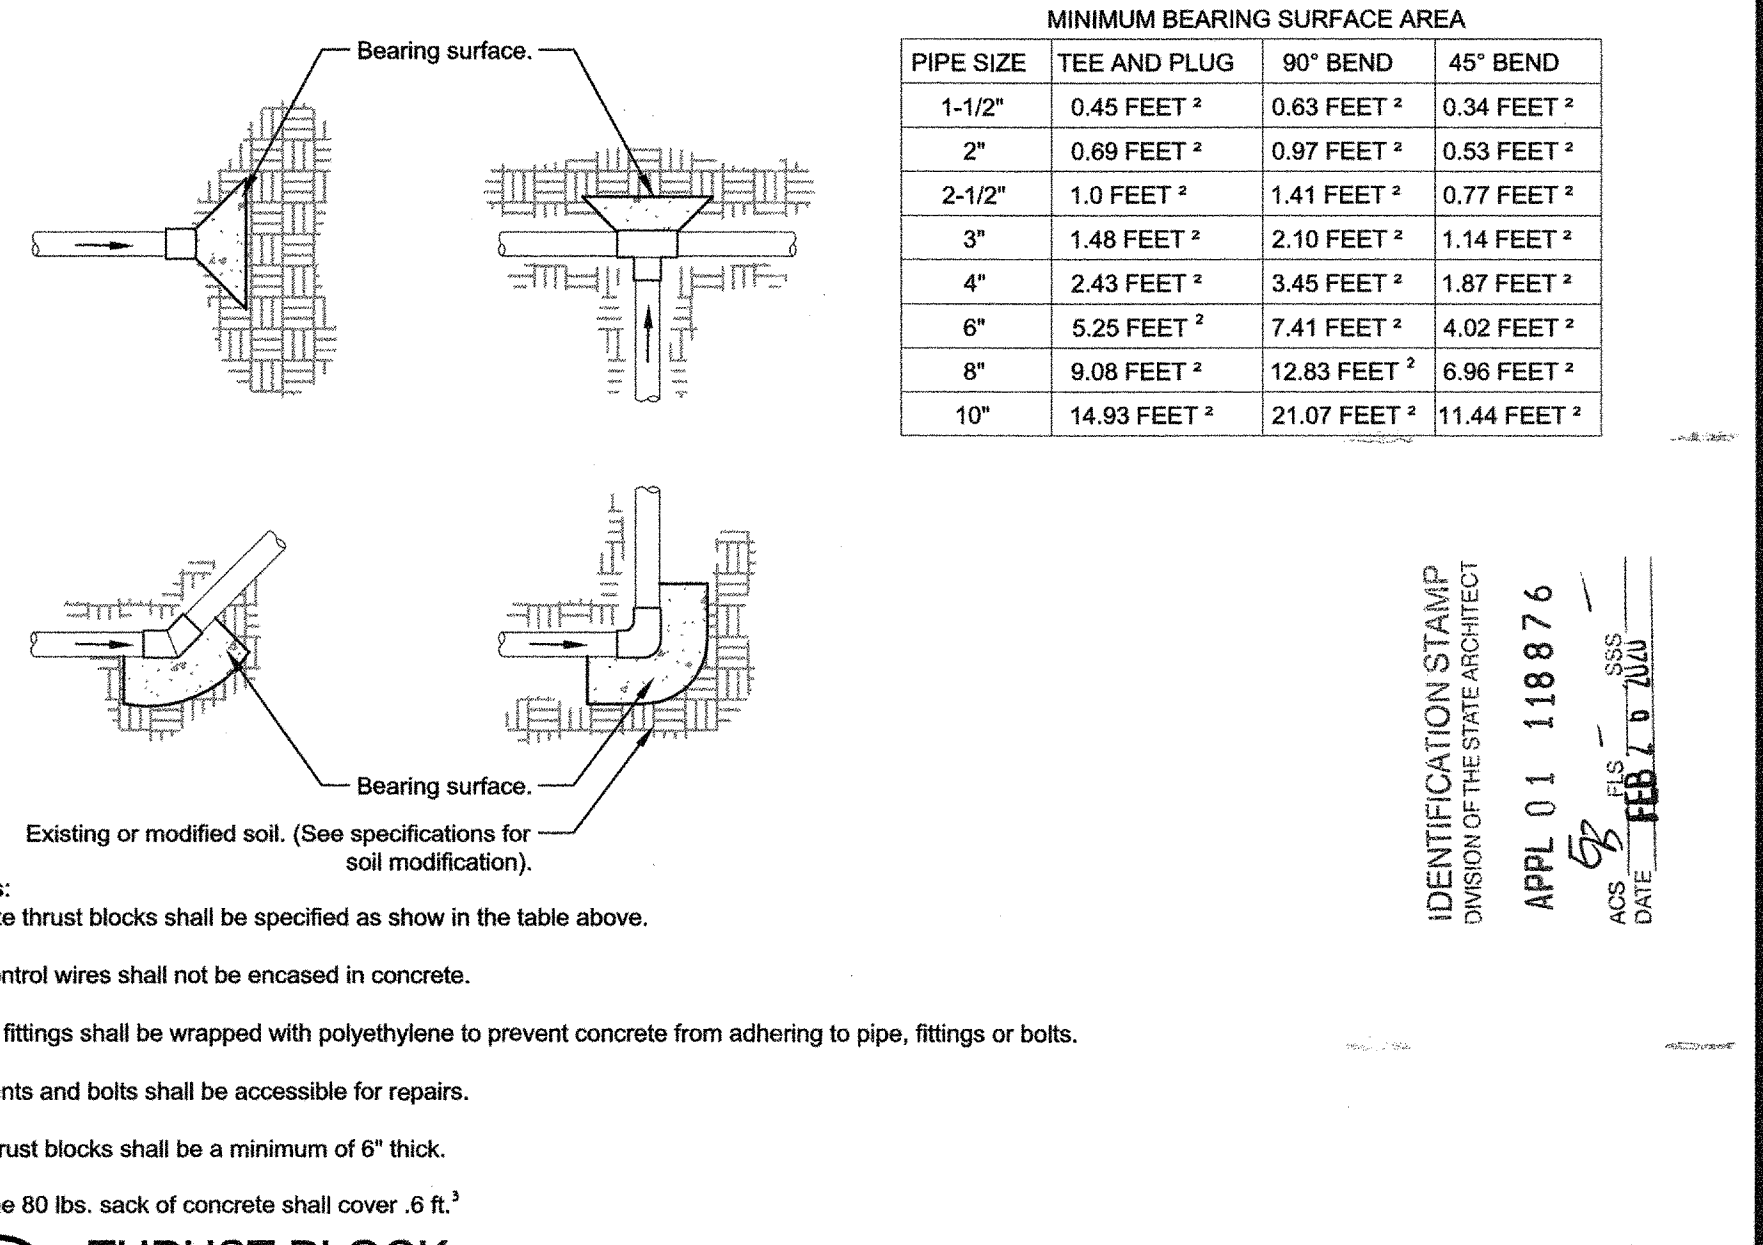 MINIMUM BEARING SURFACE AREA
PIPE SIZE TEE AND PLUG 90° BEND 45° BEND
1-1/2" 0.45 FEET ² 0.63 FEET ² 0.34 FEET ²
2" 0.69 FEET ² 0.97 FEET ² 0.53 FEET ²
2-1/2" 1.0 FEET ² 1.41 FEET ² 0.77 FEET ²
3" 1.48 FEET ² 2.10 FEET ² 1.14 FEET ²
4" 2.43 FEET ² 3.45 FEET ² 1.87 FEET ²
6" 5.25 FEET ² 7.41 FEET ² 4.02 FEET ²
8" 9.08 FEET ² 12.83 FEET ² 6.96 FEET ²
10" 14.93 FEET ² 21.07 FEET ² 11.44 FEET ²
Bearing surface.
Bearing surface.
Existing or modified soil. (See specifications for
soil modification).
s:
te thrust blocks shall be specified as show in the table above.
ntrol wires shall not be encased in concrete.
fittings shall be wrapped with polyethylene to prevent concrete from adhering to pipe, fittings or bolts.
nts and bolts shall be accessible for repairs.
rust blocks shall be a minimum of 6" thick.
e 80 lbs. sack of concrete shall cover .6 ft.³
THRUST BLOCK
IDENTIFICATION STAMP
DIVISION OF THE STATE ARCHITECT
APPL 01 118876
ACS FLS SSS
DATE FEB 2020